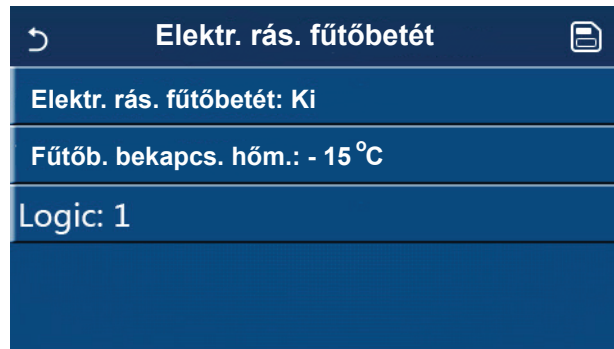 Elektr. rás. fűtőbetét
Elektr. rás. fűtőbetét: Ki
Fűtőb. bekapcs. hőm.: - 15 °C
Logic: 1